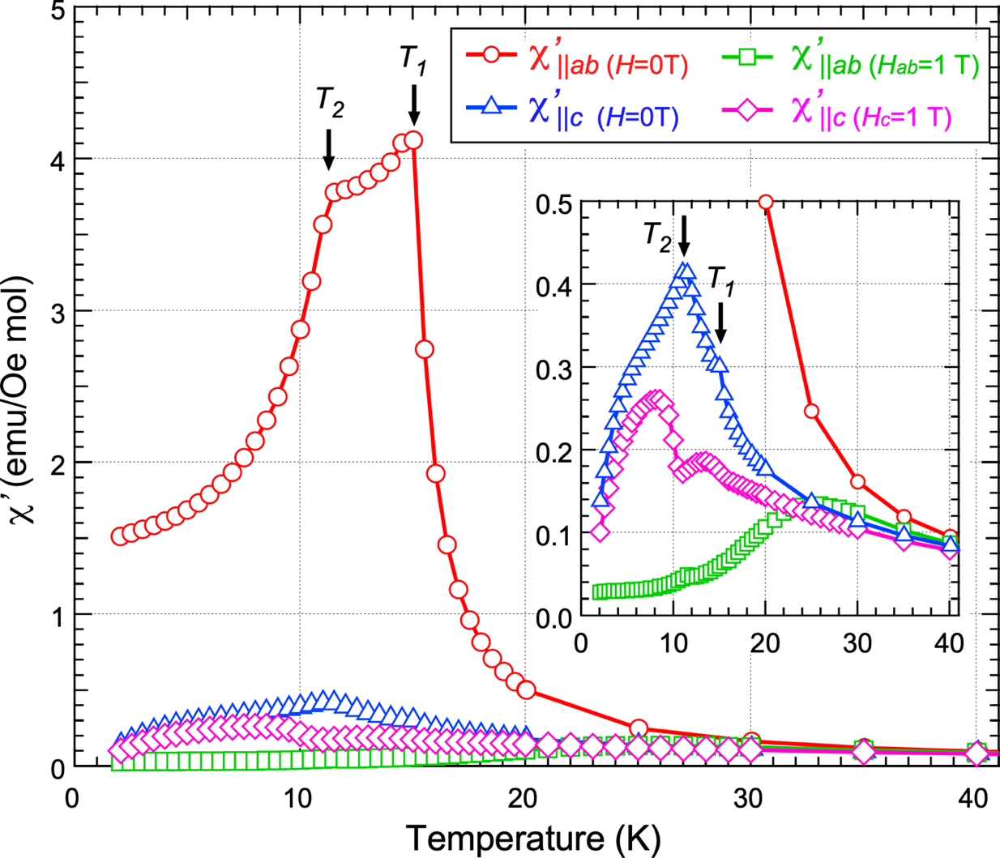 5
4
3
2
1
0
χ' (emu/Oe mol)
0 10 20 30 40
Temperature (K)
T2
T1
χ'||ab (H=0T) χ'||ab (Hab=1 T)
χ'||c (H=0T) χ'||c (Hc=1 T)
0.5
0.4
0.3
0.2
0.1
0.0
T2
T1
0 10 20 30 40